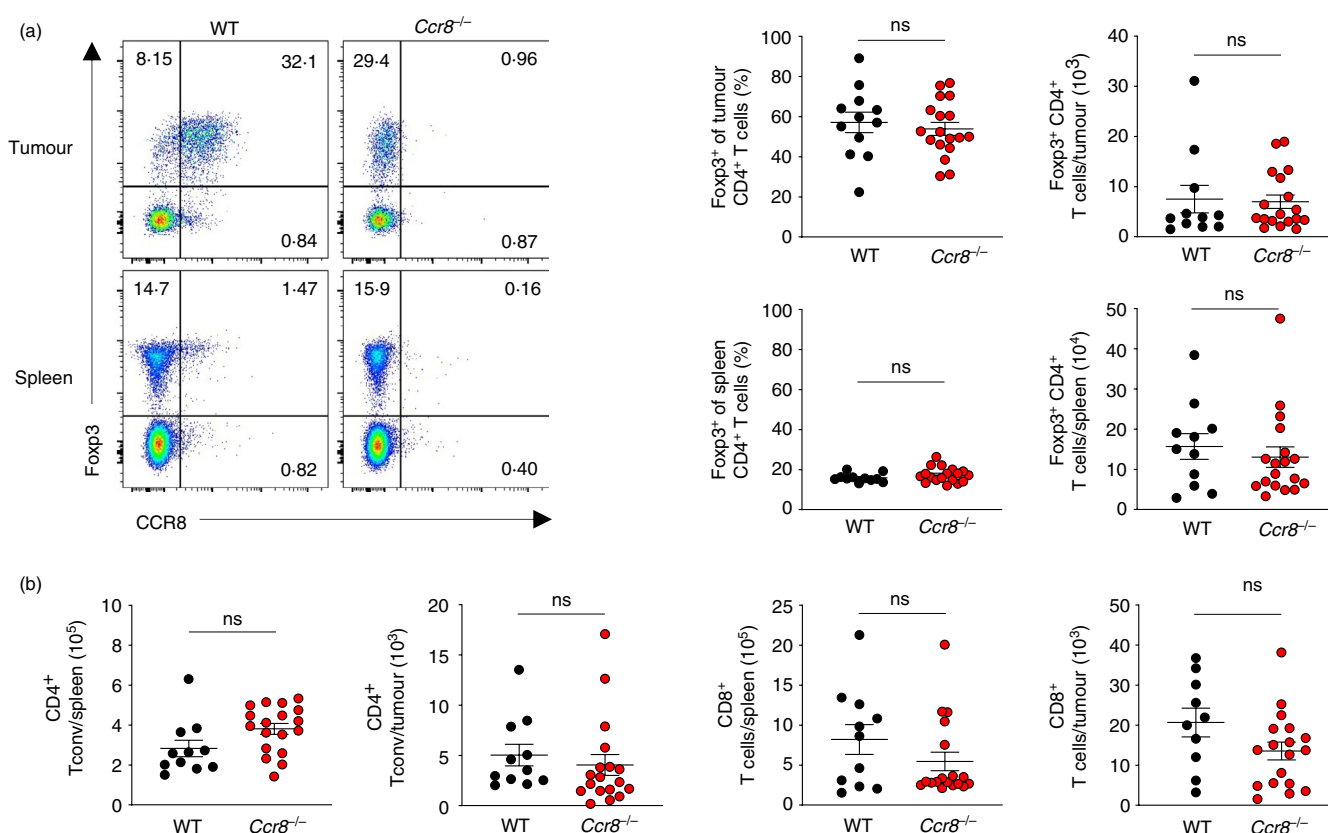 (a)
WT
Ccr8–/–
8·15
32·1
29·4
0·96
Tumour
0·84
0·87
14·7
1·47
15·9
0·16
Spleen
0·82
0·40
Foxp3
CCR8
ns
Foxp3+ of tumour
CD4+ T cells (%)
100
80
60
40
20
0
WT
Ccr8–/–
ns
Foxp3+ CD4+
T cells/tumour (10³)
40
30
20
10
0
WT
Ccr8–/–
ns
Foxp3+ of spleen
CD4+ T cells (%)
100
80
60
40
20
0
WT
Ccr8–/–
ns
Foxp3+ CD4+
T cells/spleen (10⁴)
50
40
30
20
10
0
WT
Ccr8–/–
(b)
ns
CD4+
Tconv/spleen (10⁵)
10
8
6
4
2
0
WT
Ccr8–/–
ns
CD4+
Tconv/tumour (10³)
20
15
10
5
0
WT
Ccr8–/–
ns
CD8+
T cells/spleen (10⁵)
25
20
15
10
5
0
WT
Ccr8–/–
ns
CD8+
T cells/tumour (10³)
50
40
30
20
10
0
WT
Ccr8–/–